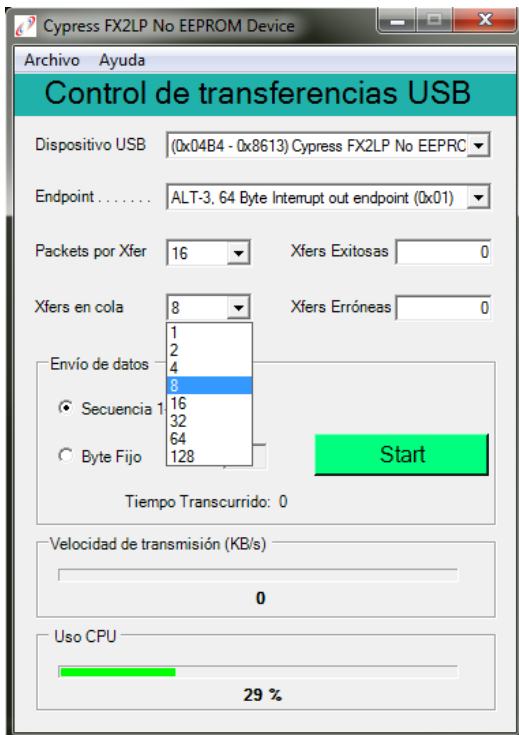 Cypress FX2LP No EEPROM Device
Archivo Ayuda
Control de transferencias USB
Dispositivo USB (0x04B4 - 0x8613) Cypress FX2LP No EEPRC
Endpoint . . . . . . . ALT-3, 64 Byte Interrupt out endpoint (0x01)
Packets por Xfer 16 Xfers Exitosas 0
Xfers en cola 8 Xfers Erróneas 0
1
2
4
8
16
32
64
128
Envío de datos
Secuencia 1-
Byte Fijo
Start
Tiempo Transcurrido: 0
Velocidad de transmisión (KB/s)
0
Uso CPU
29 %